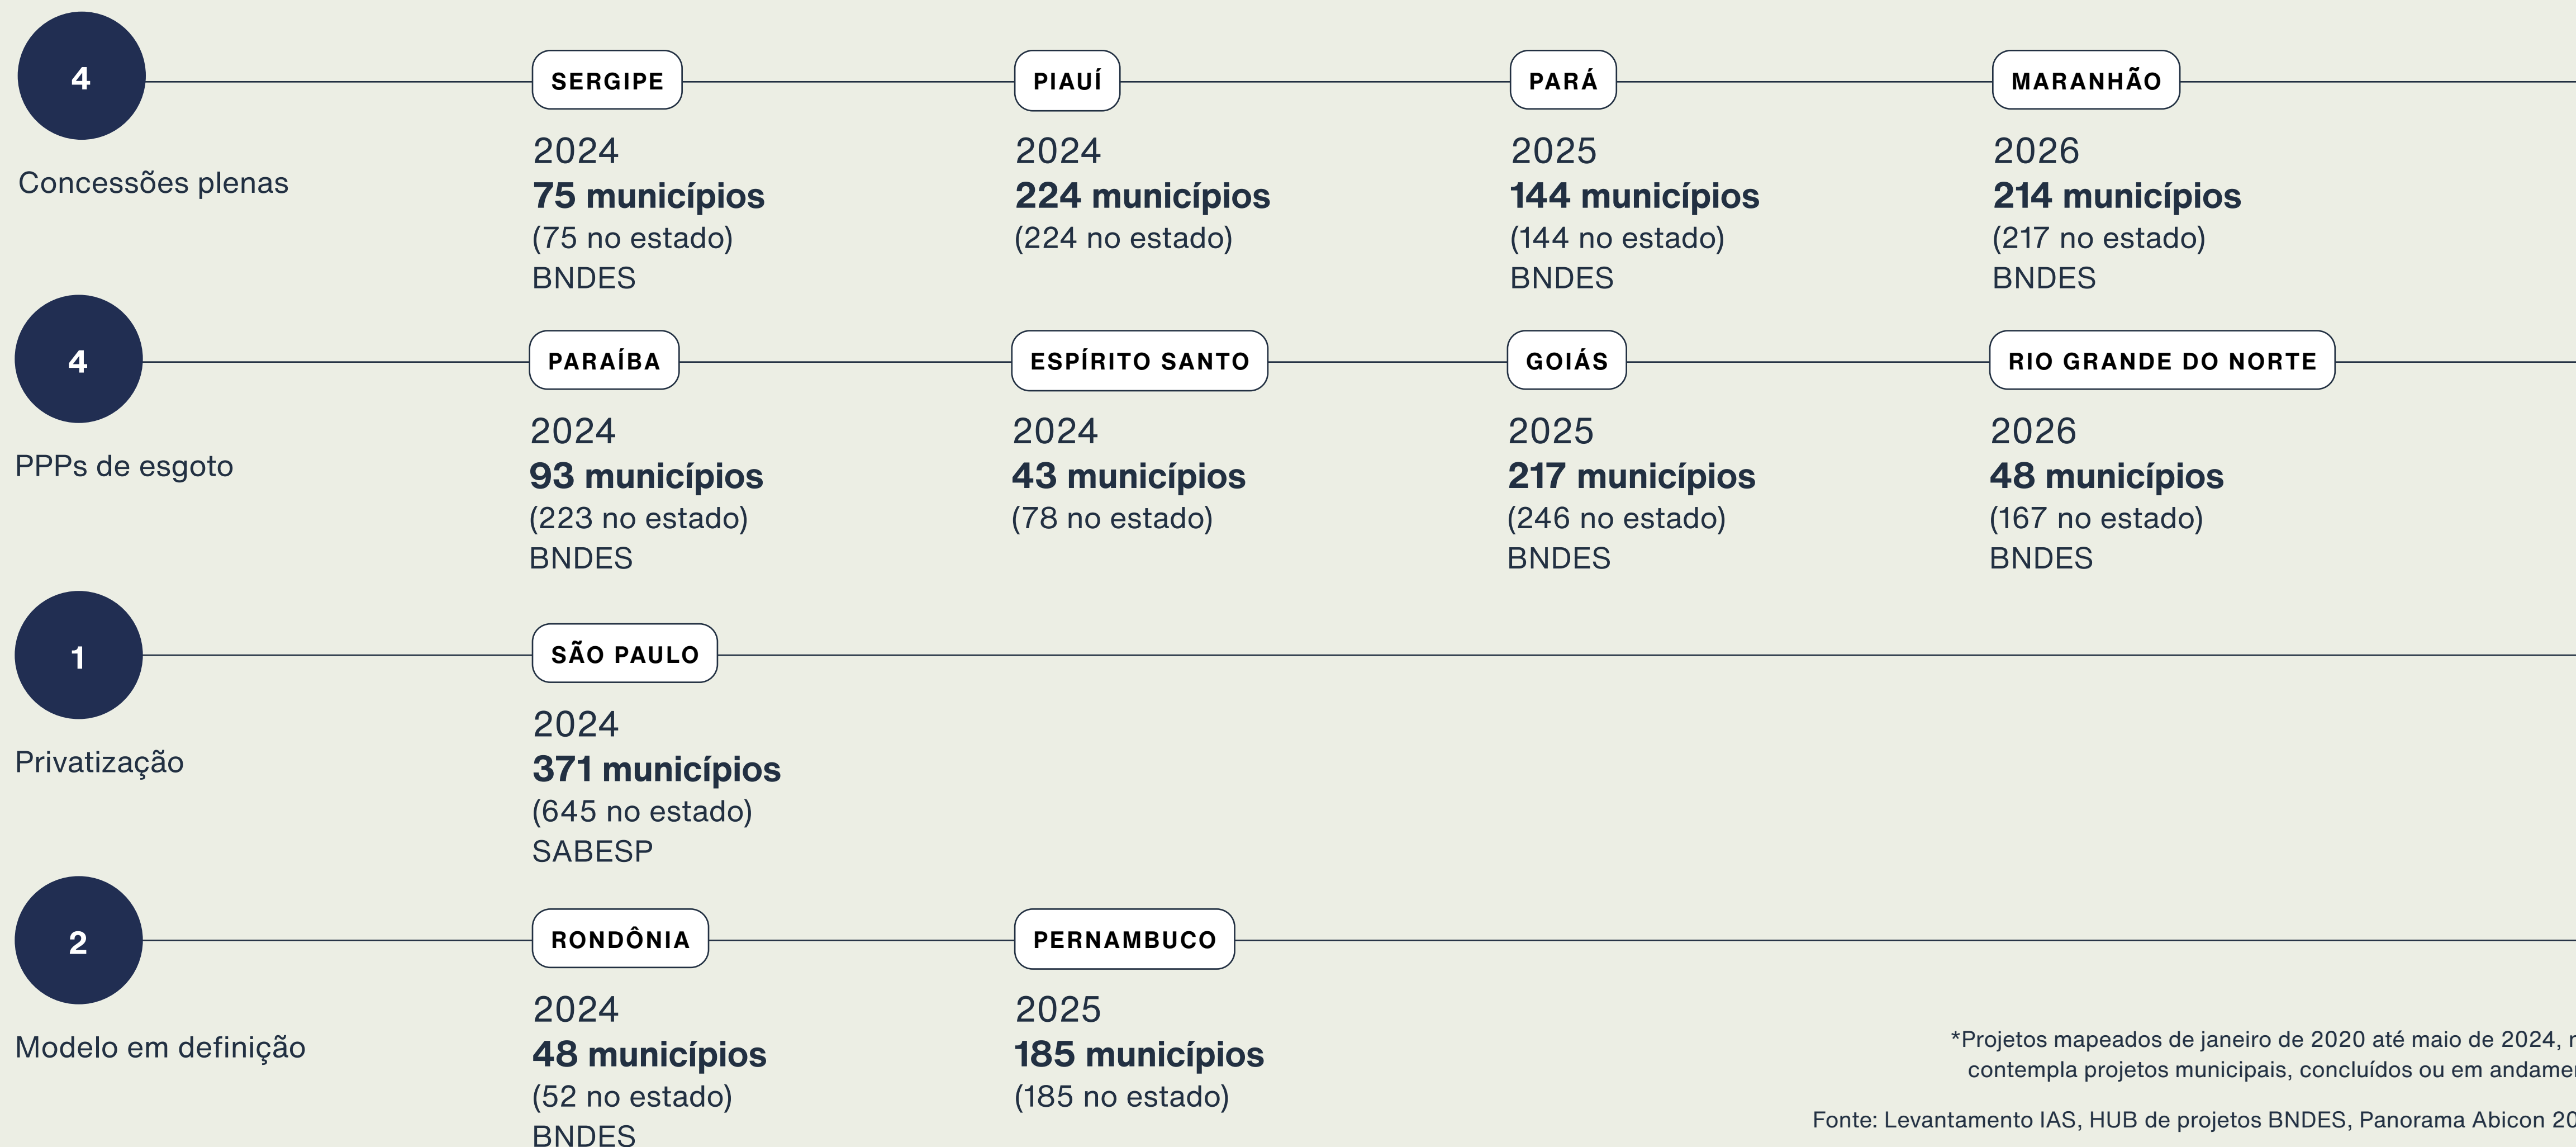 4
Concessões plenas
SERGIPE
2024
75 municípios
(75 no estado)
BNDES
PIAUÍ
2024
224 municípios
(224 no estado)
PARÁ
2025
144 municípios
(144 no estado)
BNDES
MARANHÃO
2026
214 municípios
(217 no estado)
BNDES
4
PPPs de esgoto
PARAÍBA
2024
93 municípios
(223 no estado)
BNDES
ESPÍRITO SANTO
2024
43 municípios
(78 no estado)
GOIÁS
2025
217 municípios
(246 no estado)
BNDES
RIO GRANDE DO NORTE
2026
48 municípios
(167 no estado)
BNDES
1
Privatização
SÃO PAULO
2024
371 municípios
(645 no estado)
SABESP
2
Modelo em definição
RONDÔNIA
2024
48 municípios
(52 no estado)
BNDES
PERNAMBUCO
2025
185 municípios
(185 no estado)
*Projetos mapeados de janeiro de 2020 até maio de 2024,
contempla projetos municipais, concluídos ou em
Fonte: Levantamento IAS, HUB de projetos BNDES, Panorama Abicon